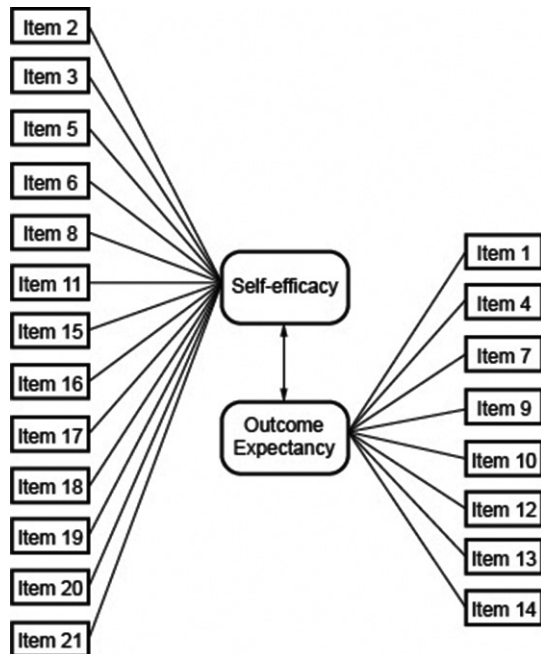 Item 2
Item 3
Item 5
Item 6
Item 8
Item 11
Item 15
Item 16
Item 17
Item 18
Item 19
Item 20
Item 21
Self-efficacy
Outcome
Expectancy
Item 1
Item 4
Item 7
Item 9
Item 10
Item 12
Item 13
Item 14